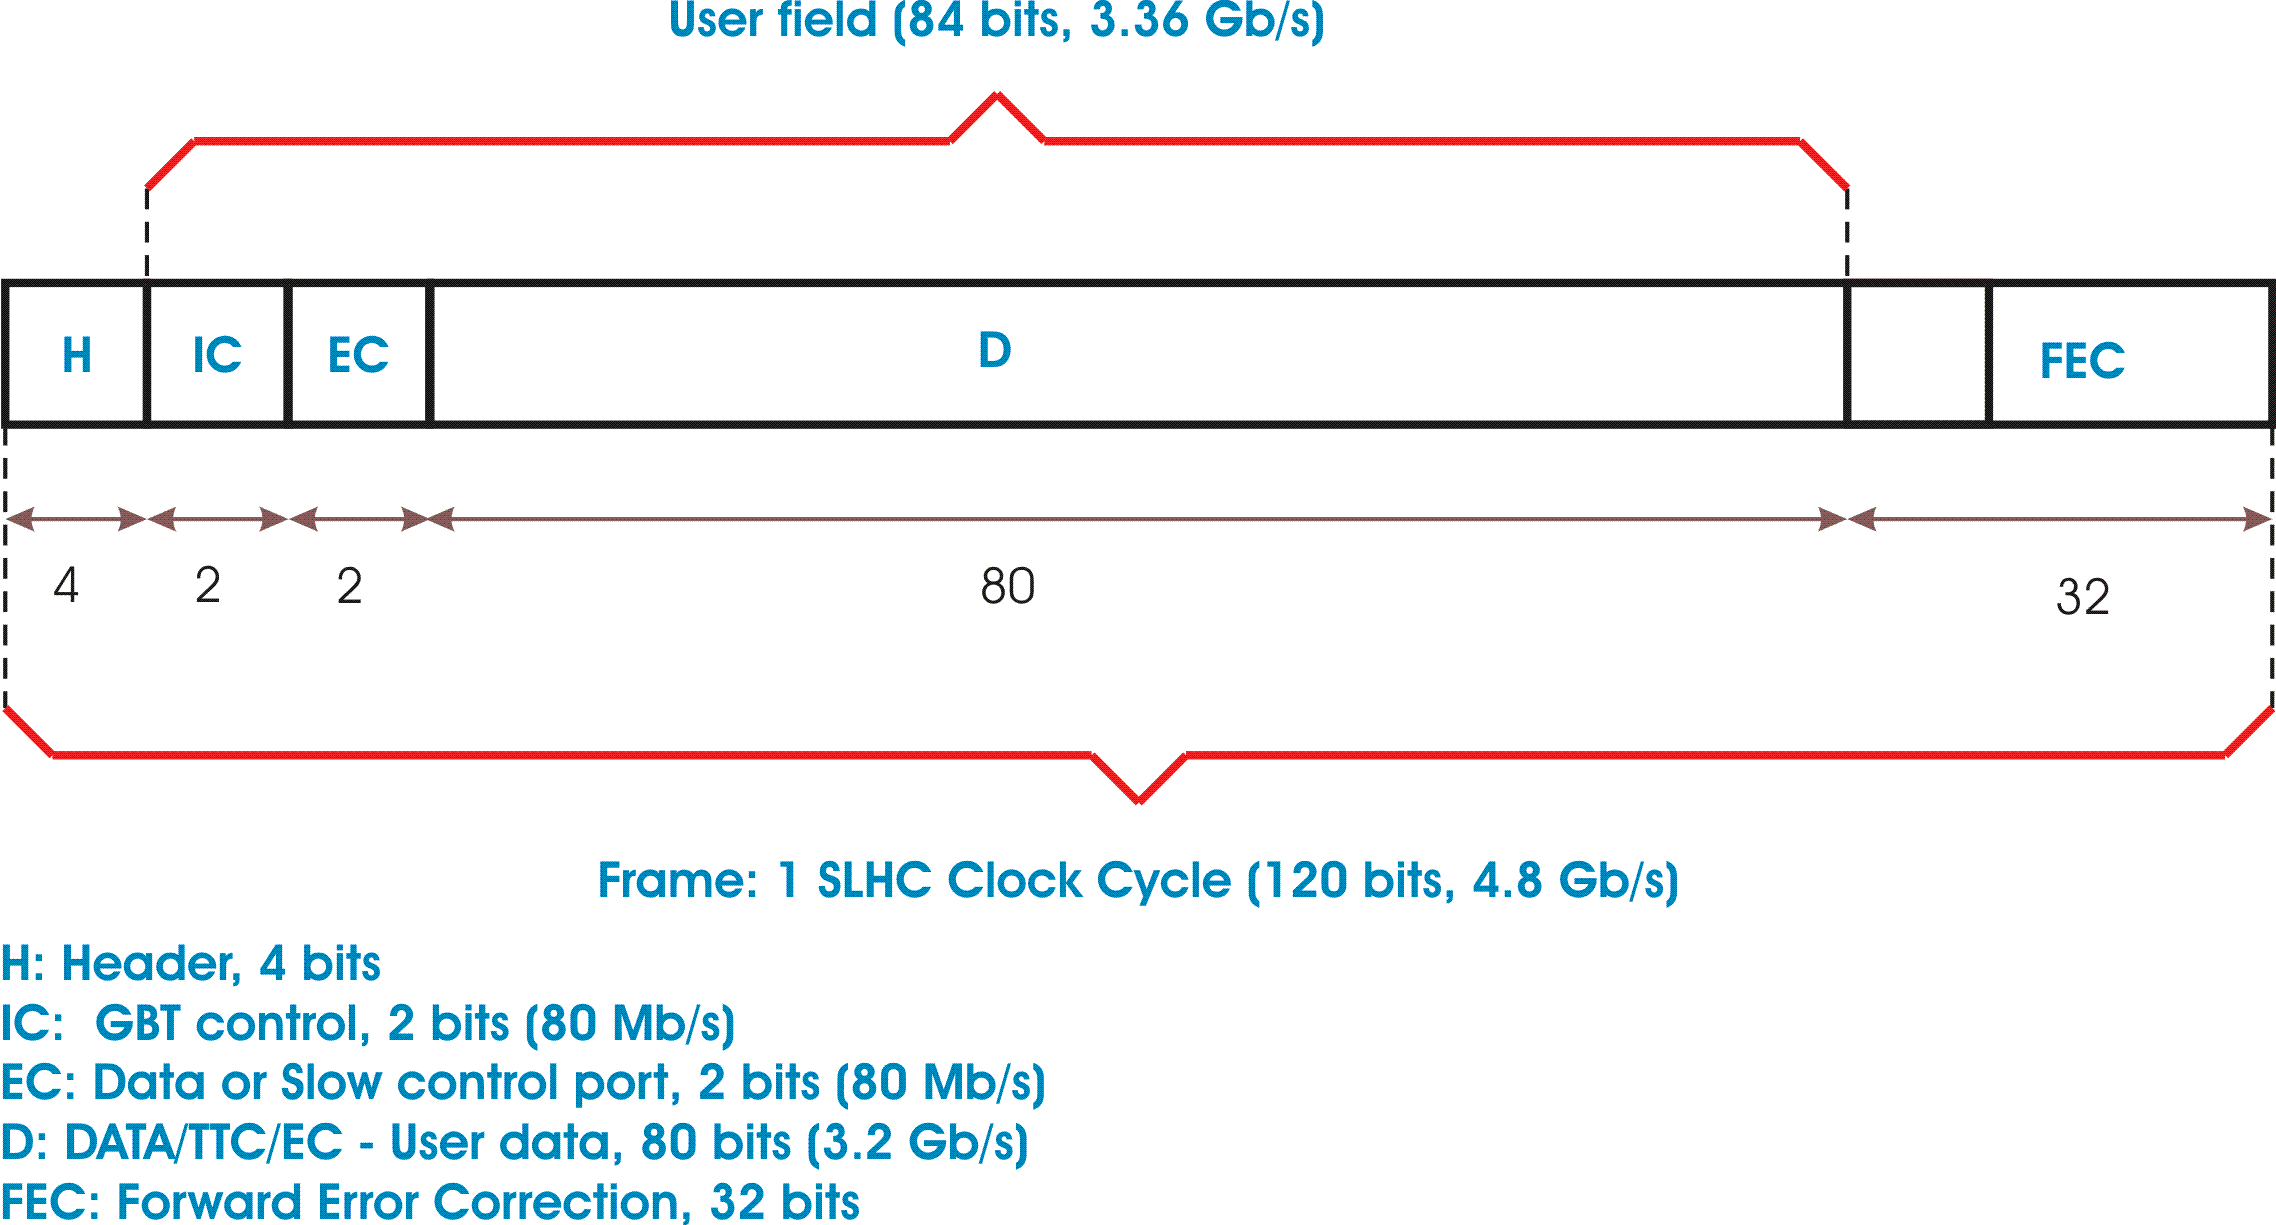 User field (84 bits, 3.36 Gb/s)
H IC EC D FEC
4 2 2 80 32
Frame: 1 SLHC Clock Cycle (120 bits, 4.8 Gb/s)
H: Header, 4 bits
IC: GBT control, 2 bits (80 Mb/s)
EC: Data or Slow control port, 2 bits (80 Mb/s)
D: DATA/TTC/EC - User data, 80 bits (3.2 Gb/s)
FEC: Forward Error Correction, 32 bits